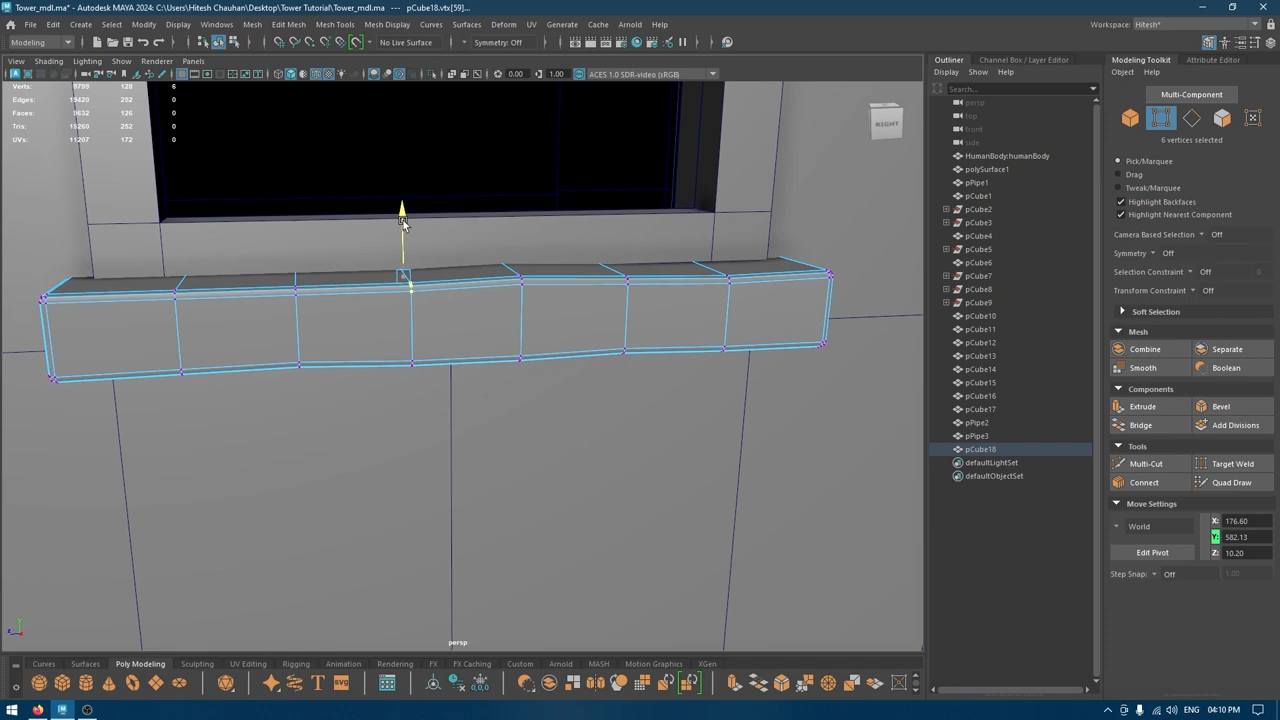 Tower_mdl.ma* - Autodesk MAYA 2024: C:\Users\Hitesh Chauhan\Desktop\Tower Tutorial\Tower_mdl.ma* --- pCube18.vtx[59]...
File Edit Create Select Modify Display Windows Mesh Edit Mesh Mesh Tools Mesh Display Curves Surfaces Deform UV Generate Cache Arnold Help
Workspace: Hitesh*
Modeling No Live Surface Symmetry: Off
View Shading Lighting Show Renderer Panels
0.00 1.00 ACES 1.0 SDR-video (sRGB)
Verts: 9799 128 6
Edges: 19420 252 0
Faces: 9632 126 0
Tris: 19260 252 0
UVs: 11207 172 0
RIGHT
persp
Outliner Channel Box / Layer Editor
Display Show Help
Search...
persp
top
front
side
HumanBody:humanBody
polySurface1
pPipe1
pCube1
pCube2
pCube3
pCube4
pCube5
pCube6
pCube7
pCube8
pCube9
pCube10
pCube11
pCube12
pCube13
pCube14
pCube15
pCube16
pCube17
pPipe2
pPipe3
pCube18
defaultLightSet
defaultObjectSet
Modeling Toolkit Attribute Editor
Object Help
Multi-Component
6 vertices selected
Pick/Marquee
Drag
Tweak/Marquee
Highlight Backfaces
Highlight Nearest Component
Camera Based Selection Off
Symmetry Off
Selection Constraint Off
Transform Constraint Off
Soft Selection
Mesh
Combine Separate
Smooth Boolean
Components
Extrude Bevel
Bridge Add Divisions
Tools
Multi-Cut Target Weld
Connect Quad Draw
Move Settings
World X: 176.60
Y: 582.13
Edit Pivot Z: 10.20
Step Snap: Off 1.00
Curves Surfaces Poly Modeling Sculpting UV Editing Rigging Animation Rendering FX FX Caching Custom Arnold MASH Motion Graphics XGen
ENG 04:10 PM